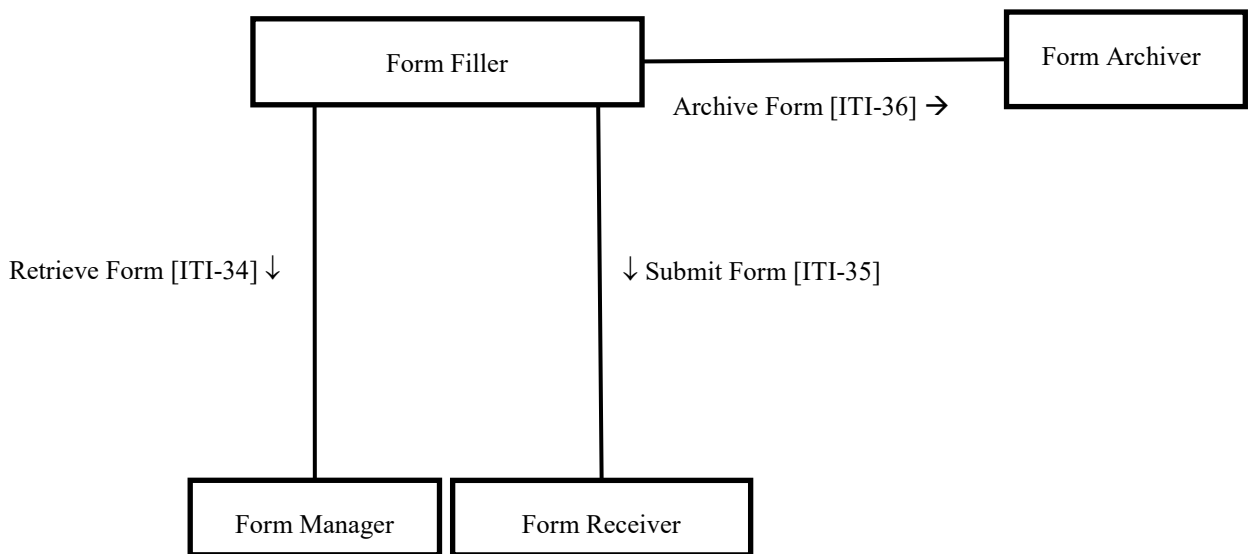 Form Filler
Form Archiver
Archive Form [ITI-36] →
Retrieve Form [ITI-34] ↓
↓ Submit Form [ITI-35]
Form Manager
Form Receiver